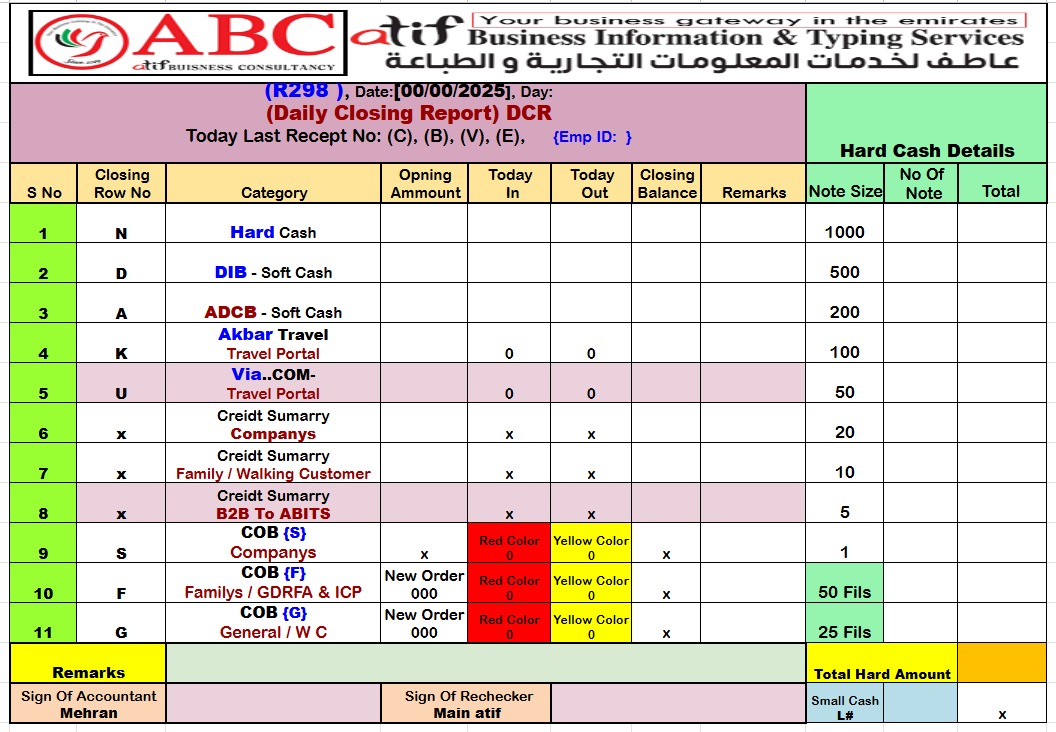 ABC
atif BUISNESS CONSULTANCY
Since.1999
atif
Your business gateway in the emirates
Business Information & Typing Services
عاطف لخدمات المعلومات التجارية و الطباعة
(R298 ), Date:[00/00/2025], Day:
(Daily Closing Report) DCR
Today Last Recept No: (C), (B), (V), (E), {Emp ID: }
Hard Cash Details
S No Closing Row No Category Opning Ammount Today In Today Out Closing Balance Remarks Note Size No Of Note Total
1 N Hard Cash 1000
2 D DIB - Soft Cash 500
3 A ADCB - Soft Cash 200
4 K Akbar Travel Travel Portal 0 0 100
5 U Via..COM- Travel Portal 0 0 50
6 x Creidt Sumarry Companys x x 20
7 x Creidt Sumarry Family / Walking Customer x x 10
8 x Creidt Sumarry B2B To ABITS x x 5
9 S COB {S} Companys x Red Color 0 Yellow Color 0 x 1
10 F COB {F} Familys / GDRFA & ICP New Order 000 Red Color 0 Yellow Color 0 x 50 Fils
11 G COB {G} General / W C New Order 000 Red Color 0 Yellow Color 0 x 25 Fils
Remarks Total Hard Amount
Sign Of Accountant Mehran Sign Of Rechecker Main atif Small Cash L# x